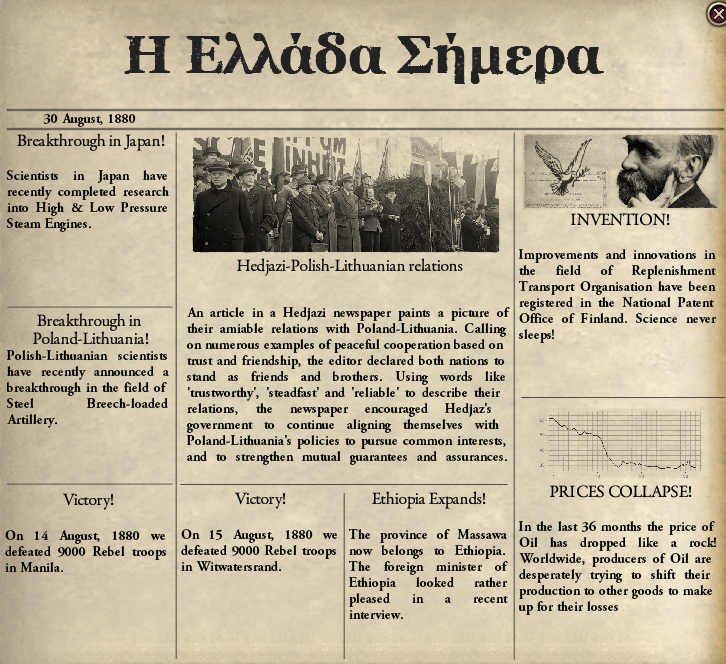 Η Ελλάδα Σήμερα
30 August, 1880
Breakthrough in Japan!
Scientists in Japan have
recently completed research
into High & Low Pressure
Steam Engines.
Breakthrough in
Poland-Lithuania!
Polish-Lithuanian scientists
have recently announced a
breakthrough in the field of
Steel Breech-loaded
Artillery.
Victory!
On 14 August, 1880 we
defeated 9000 Rebel troops
in Manila.
Hedjazi-Polish-Lithuanian relations
An article in a Hedjazi newspaper paints a picture of
their amiable relations with Poland-Lithuania. Calling
on numerous examples of peaceful cooperation based on
trust and friendship, the editor declared both nations to
stand as friends and brothers. Using words like
'trustworthy', 'steadfast' and 'reliable' to describe their
relations, the newspaper encouraged Hedjaz's
government to continue aligning themselves with
Poland-Lithuania's policies to pursue common interests,
and to strengthen mutual guarantees and assurances.
Victory!
On 15 August, 1880 we
defeated 9000 Rebel troops
in Witwatersrand.
Ethiopia Expands!
The province of Massawa
now belongs to Ethiopia.
The foreign minister of
Ethiopia looked rather
pleased in a recent
interview.
INVENTION!
Improvements and innovations in
the field of Replenishment
Transport Organisation have been
registered in the National Patent
Office of Finland. Science never
sleeps!
PRICES COLLAPSE!
In the last 36 months the price of
Oil has dropped like a rock!
Worldwide, producers of Oil are
desperately trying to shift their
production to other goods to make
up for their losses